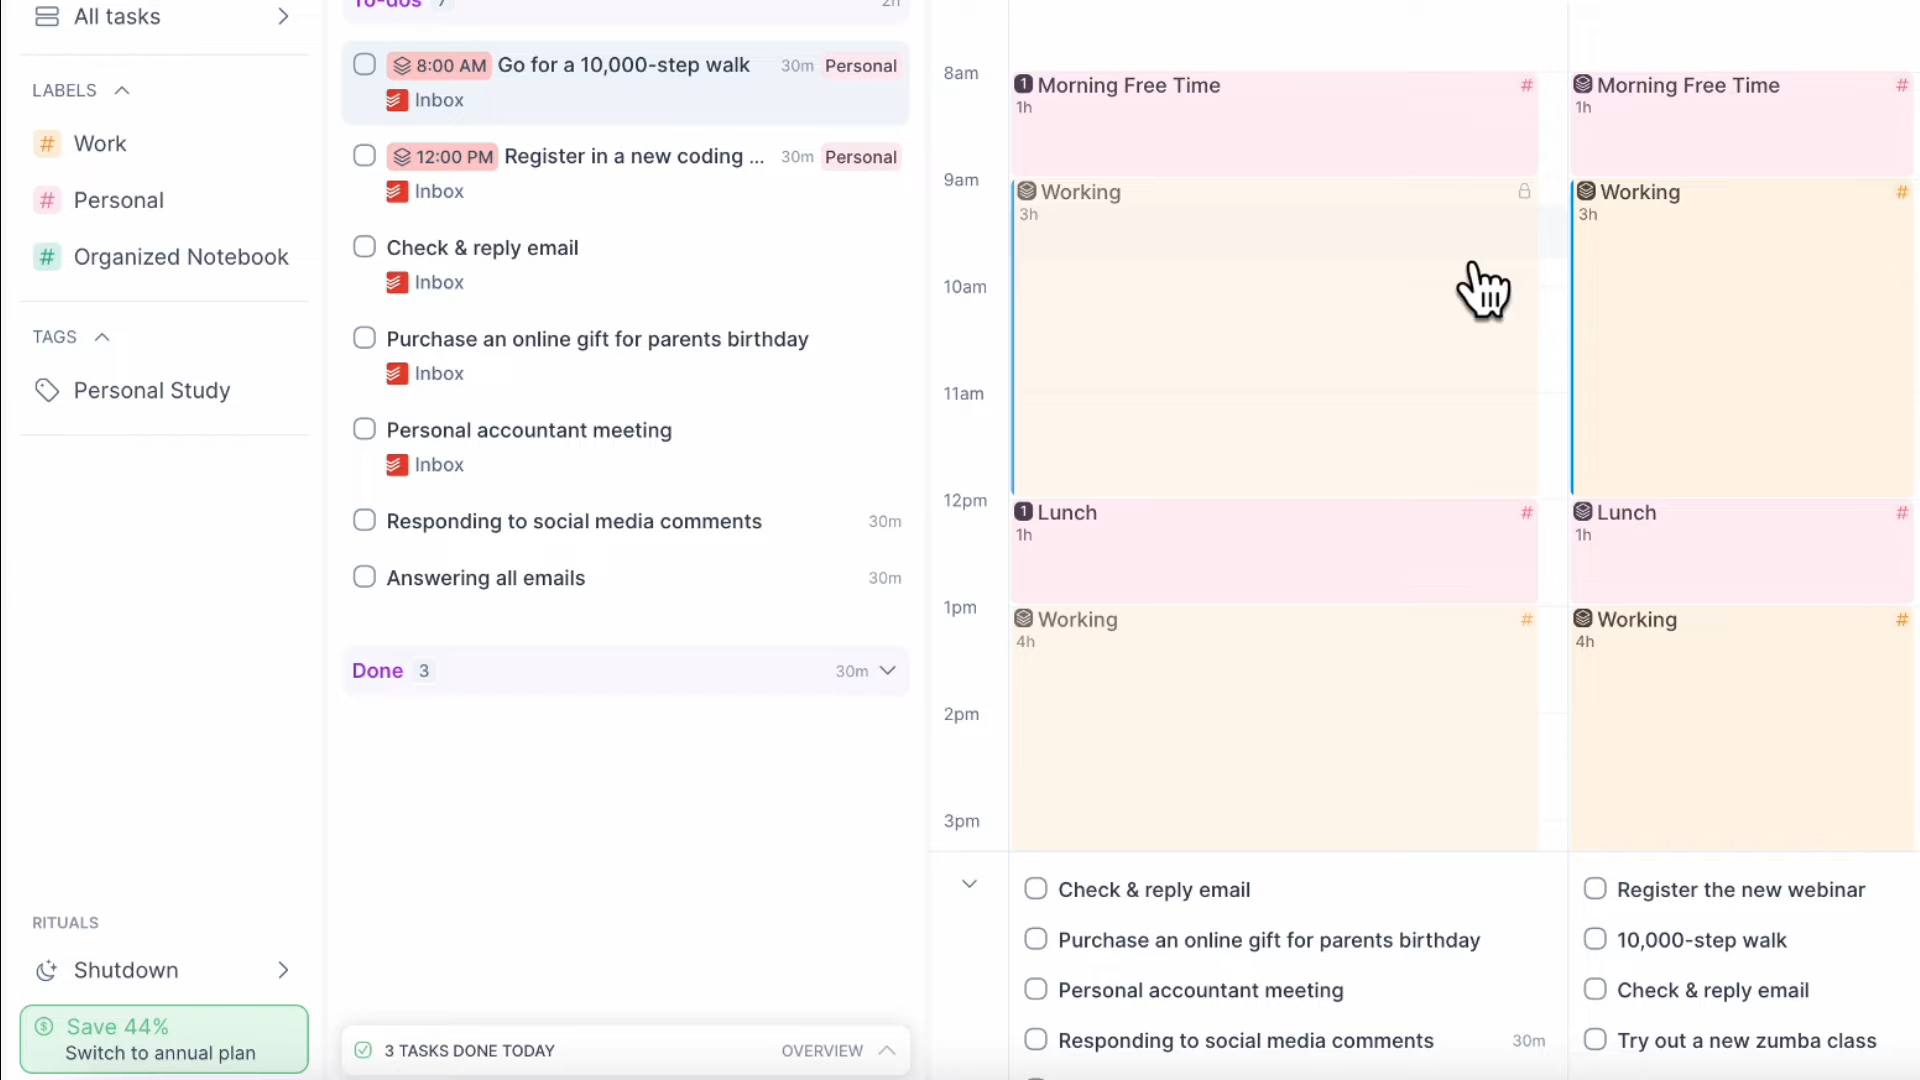 All tasks
LABELS
# Work
# Personal
# Organized Notebook
TAGS
Personal Study
RITUALS
Shutdown
Save 44%
Switch to annual plan
To-dos 7 2h
8:00 AM Go for a 10,000-step walk 30m Personal
Inbox
12:00 PM Register in a new coding ... 30m Personal
Inbox
Check & reply email
Inbox
Purchase an online gift for parents birthday
Inbox
Personal accountant meeting
Inbox
Responding to social media comments 30m
Answering all emails 30m
Done 3 30m
3 TASKS DONE TODAY OVERVIEW
8am
9am
10am
11am
12pm
1pm
2pm
3pm
1 Morning Free Time #
1h
Working
3h
1 Lunch #
1h
Working #
4h
Check & reply email
Purchase an online gift for parents birthday
Personal accountant meeting
Responding to social media comments 30m
Morning Free Time #
1h
Working #
3h
Lunch #
1h
Working #
4h
Register the new webinar
10,000-step walk
Check & reply email
Try out a new zumba class